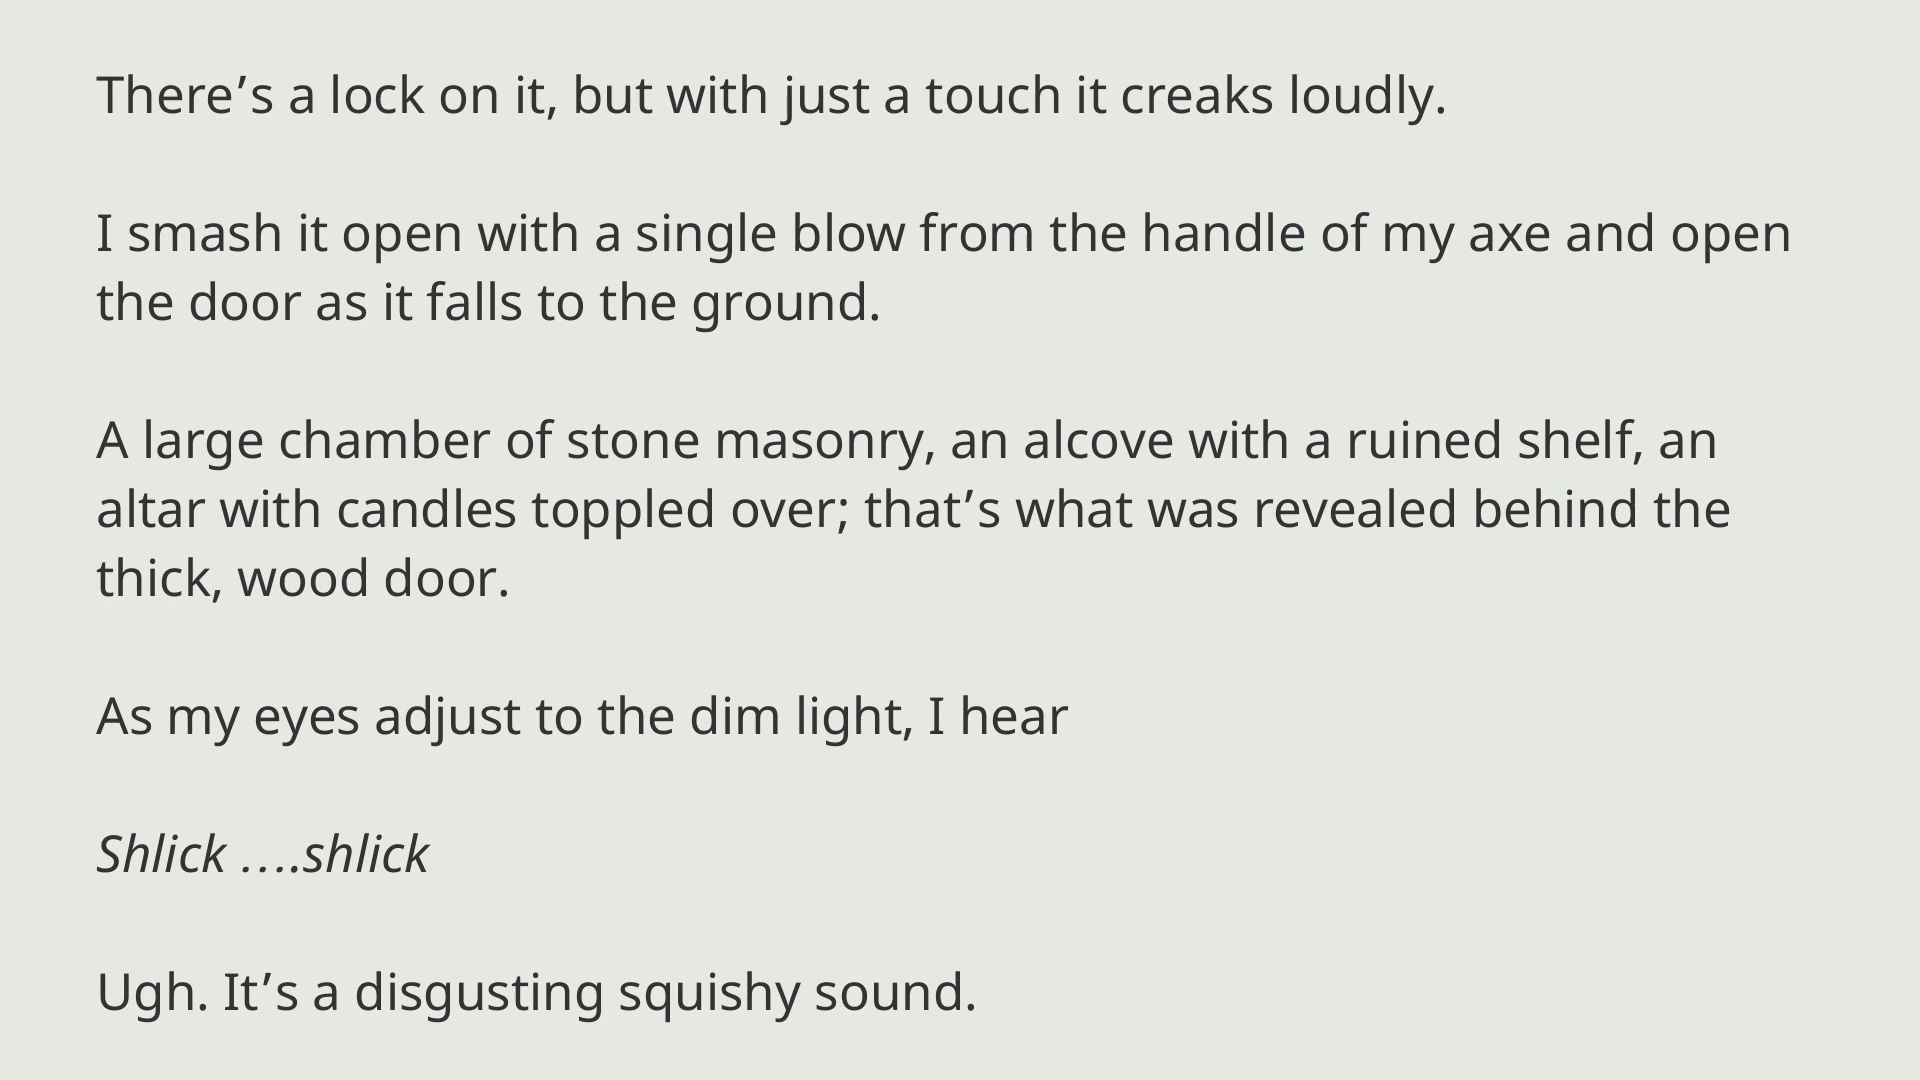 There’s a lock on it, but with just a touch it creaks loudly.
I smash it open with a single blow from the handle of my axe and open
the door as it falls to the ground.
A large chamber of stone masonry, an alcove with a ruined shelf, an
altar with candles toppled over; that’s what was revealed behind the
thick, wood door.
As my eyes adjust to the dim light, I hear
Shlick ….shlick
Ugh. It’s a disgusting squishy sound.